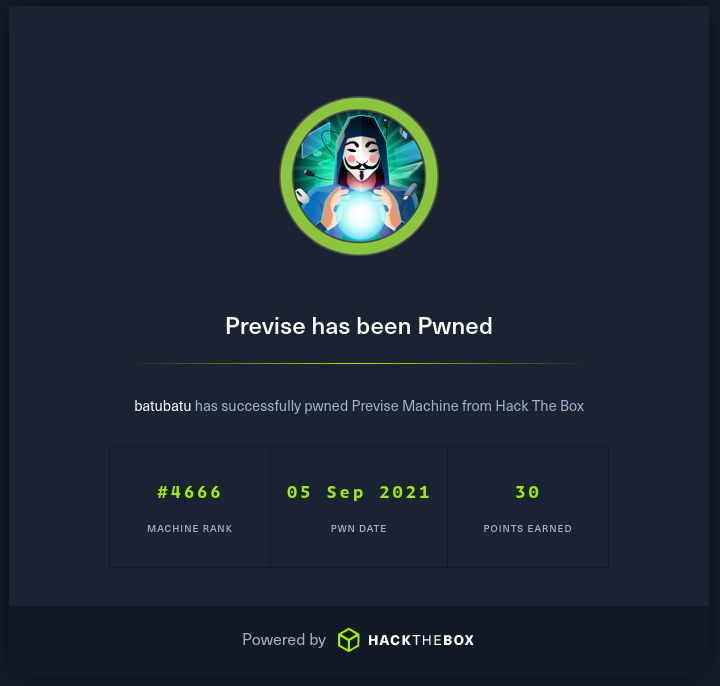 Previse has been Pwned
batubatu has successfully pwned Previse Machine from Hack The Box
#4666
MACHINE RANK
05 Sep 2021
PWN DATE
30
POINTS EARNED
Powered by HACKTHEBOX